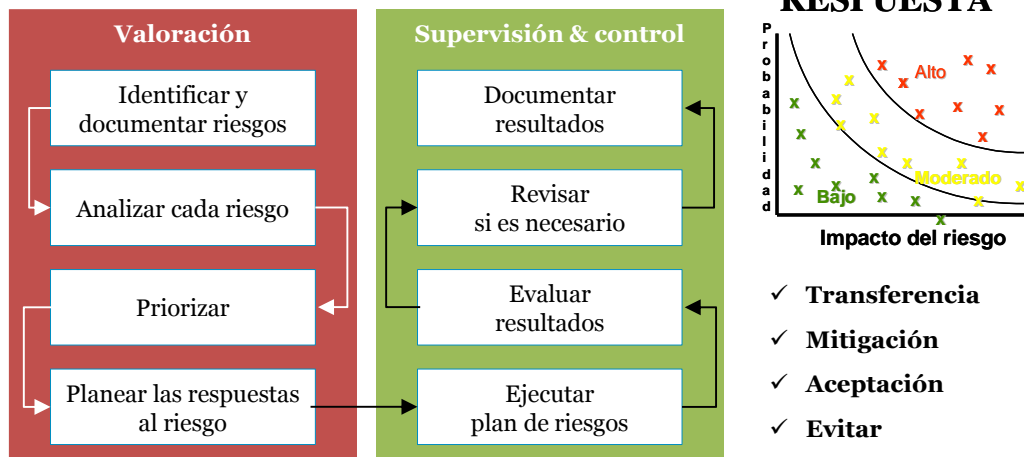 Valoración
Identificar y
documentar riesgos
Analizar cada riesgo
Priorizar
Planear las respuestas
al riesgo
Supervisión & control
Documentar
resultados
Revisar
si es necesario
Evaluar
resultados
Ejecutar
plan de riesgos
RESPUESTA
Probabilidad
Alto
Moderado
Bajo
Impacto del riesgo
✓ Transferencia
✓ Mitigación
✓ Aceptación
✓ Evitar